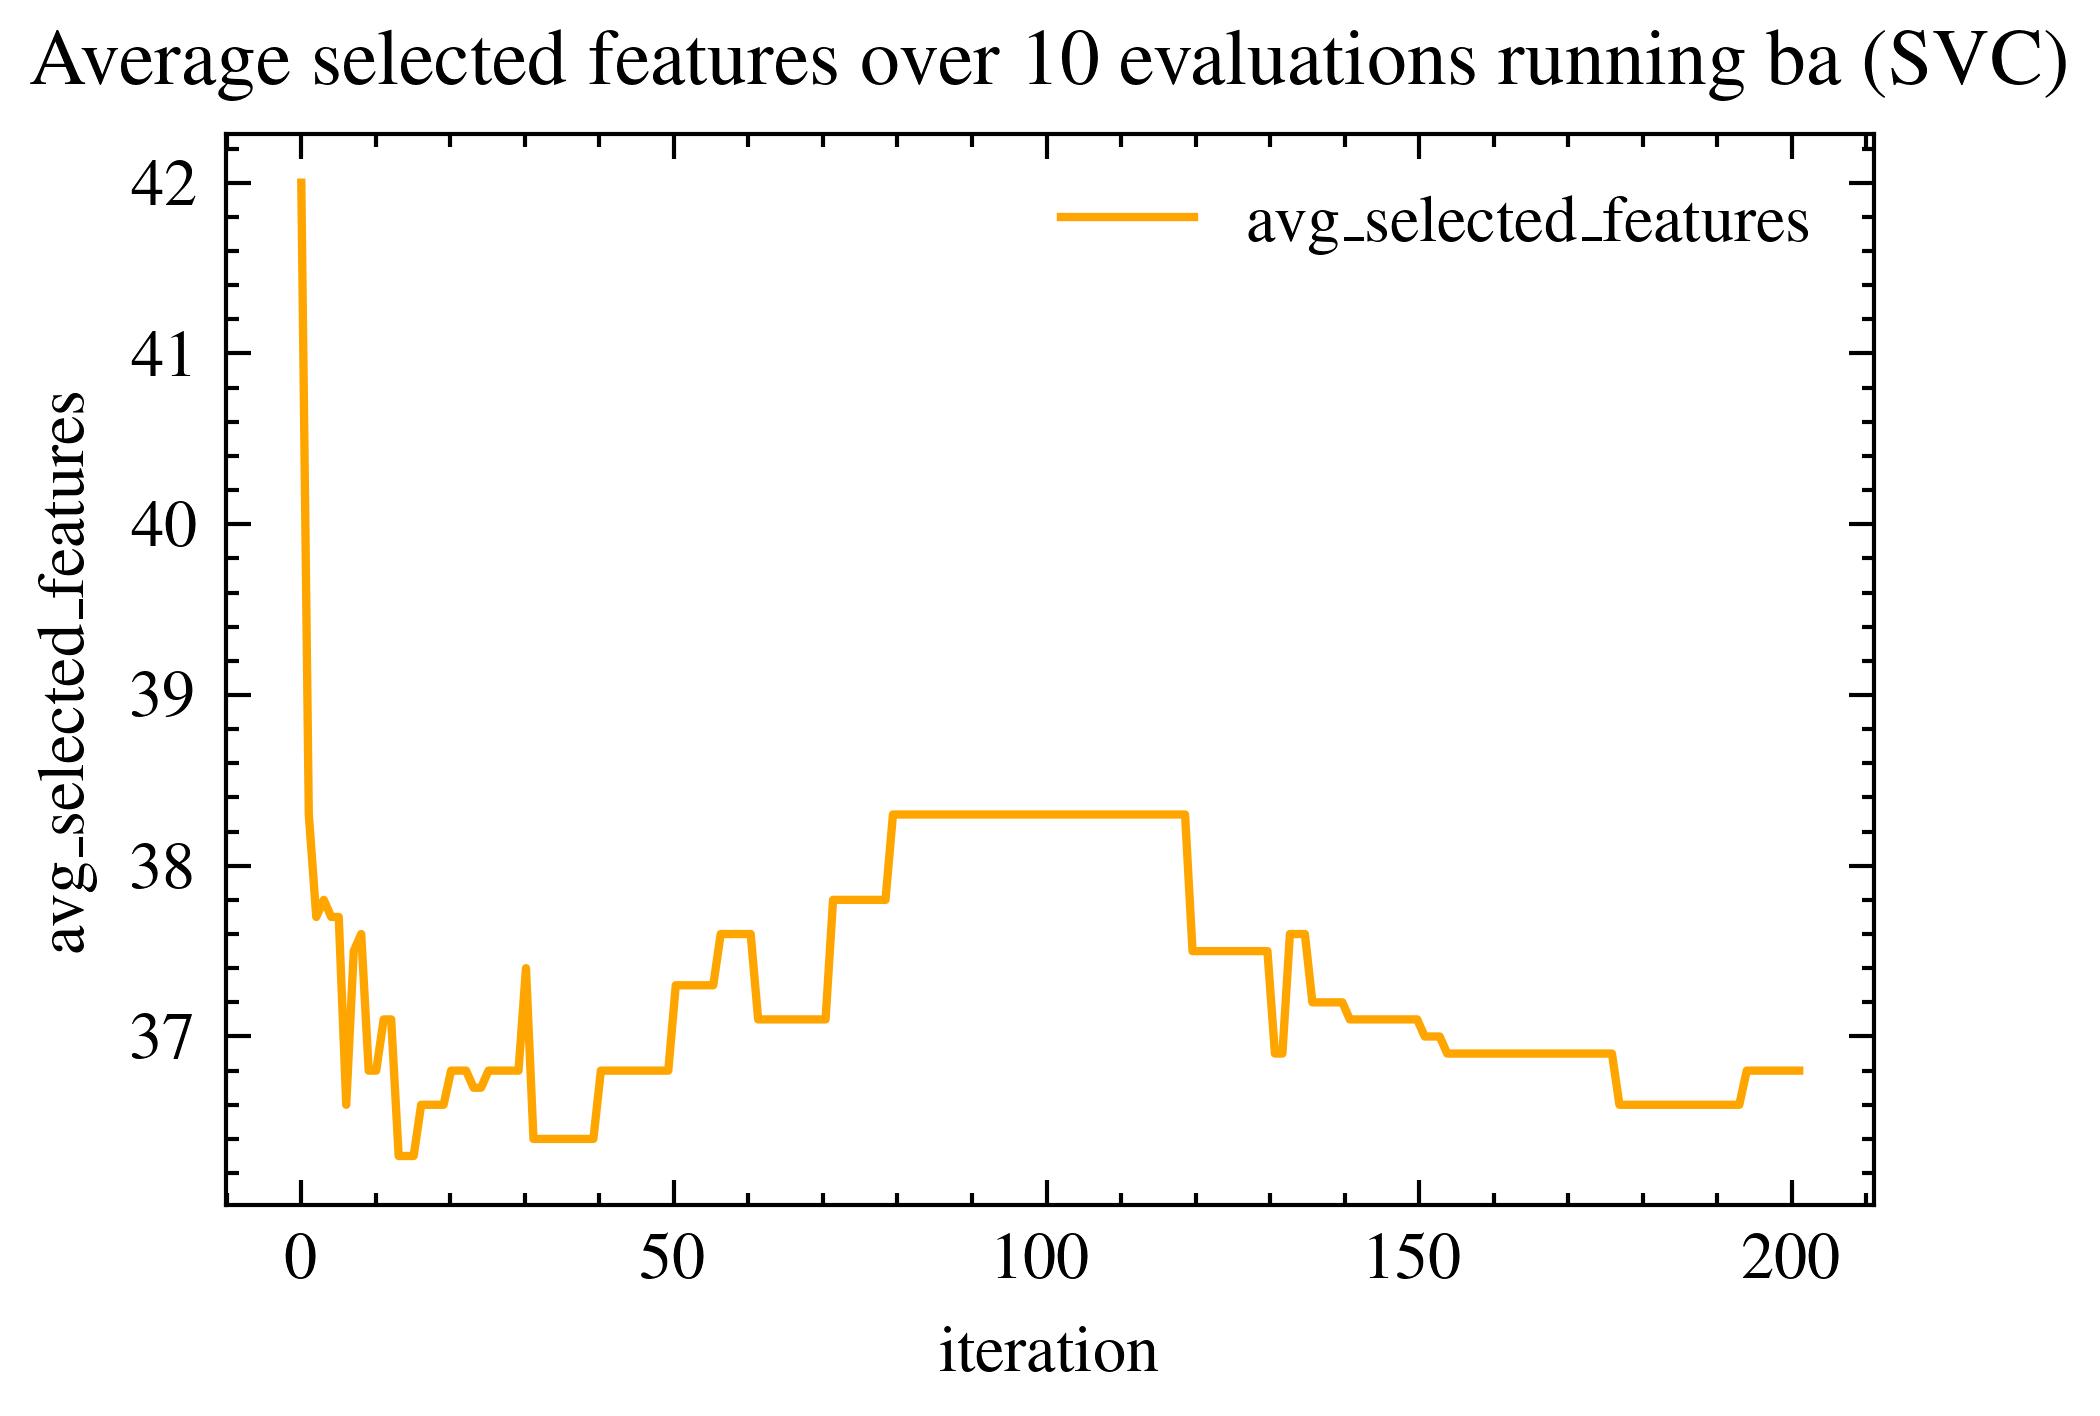 Average selected features over 10 evaluations running ba (SVC)
avg_selected_features
42
41
40
39
38
37
avg_selected_features
0 50 100 150 200
iteration